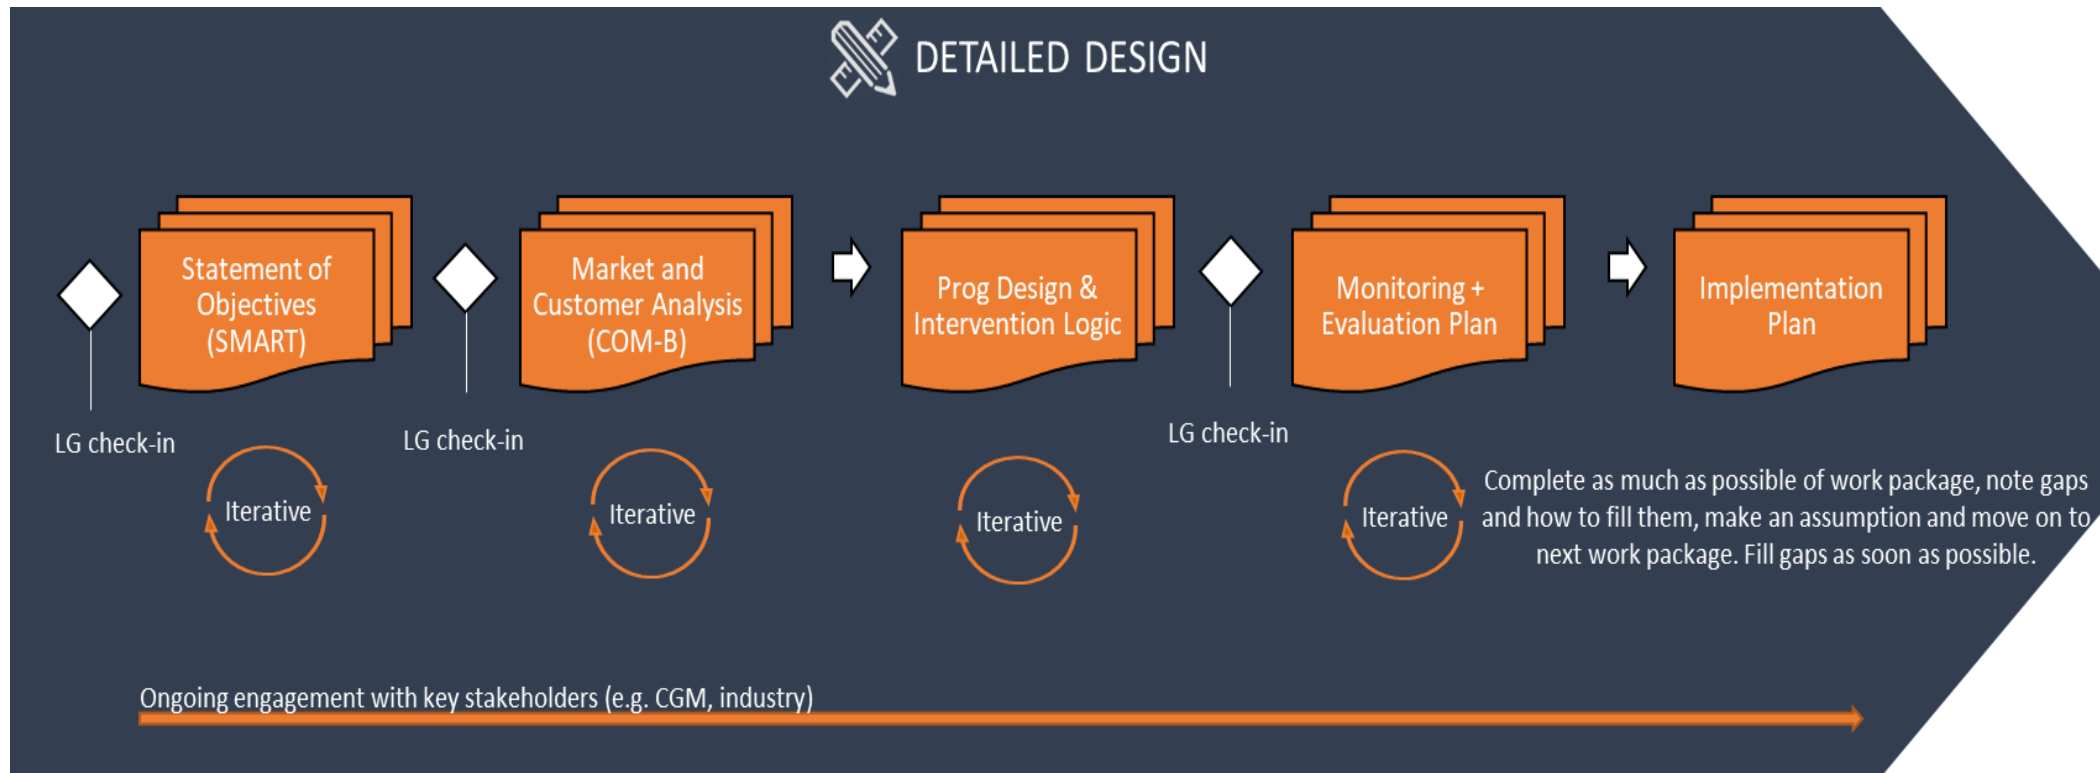 DETAILED DESIGN
Statement of
Objectives
(SMART)
Market and
Customer Analysis
(COM-B)
Prog Design &
Intervention Logic
Monitoring +
Evaluation Plan
Implementation
Plan
LG check-in
LG check-in
LG check-in
Iterative
Iterative
Iterative
Iterative
Complete as much as possible of work package, note gaps
and how to fill them, make an assumption and move on to
next work package. Fill gaps as soon as possible.
Ongoing engagement with key stakeholders (e.g. CGM, industry)